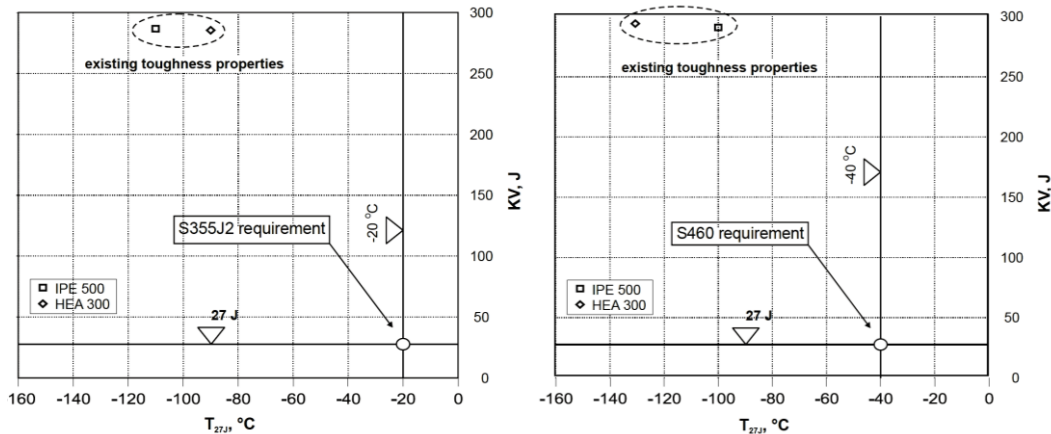 300
existing toughness properties
250
200
150
KV, J
-20 °C
S355J2 requirement
100
IPE 500
HEA 300
27 J
50
0
-160 -140 -120 -100 -80 -60 -40 -20 0
T27J, °C
300
existing toughness properties
250
200
-40 °C
150
KV, J
S460 requirement
100
IPE 500
HEA 300
27 J
50
0
-160 -140 -120 -100 -80 -60 -40 -20 0
T27J, °C